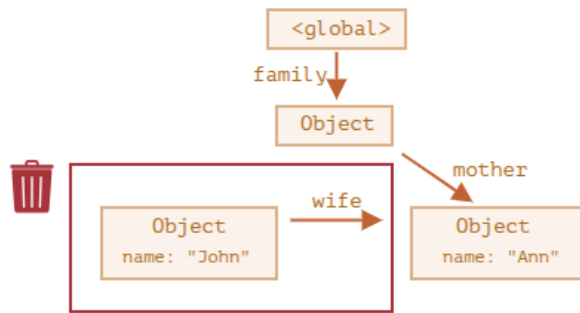 <global>
family
Object
mother
wife
Object
name: "John"
Object
name: "Ann"